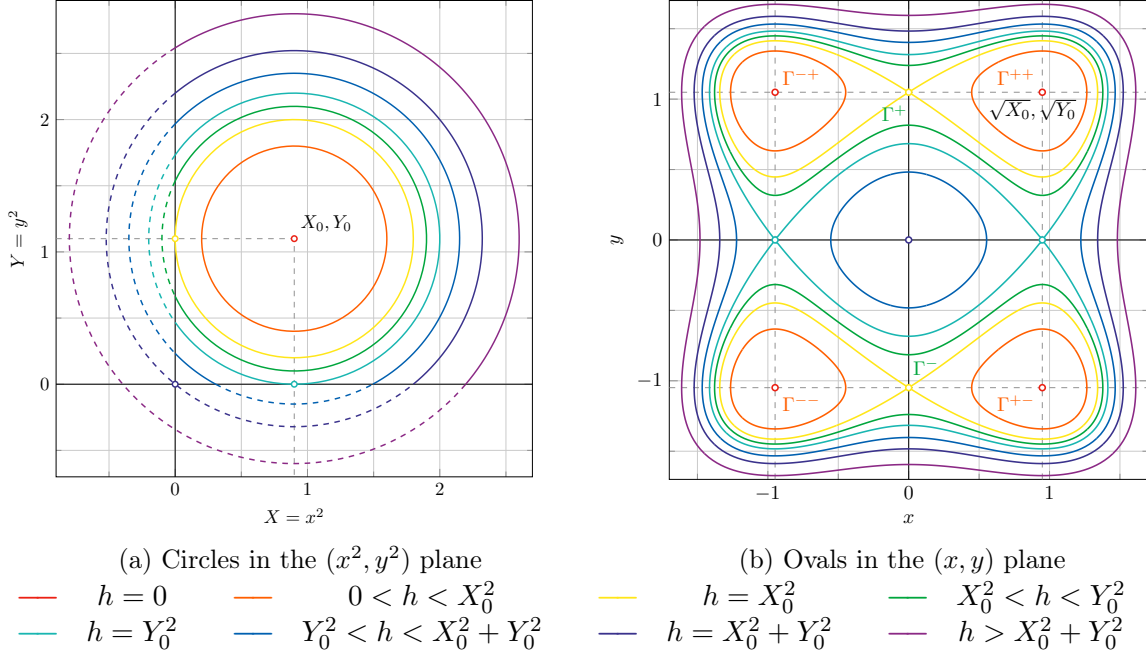 2
1
0
Y = y²
X₀, Y₀
0
1
2
X = x²
1
0
−1
y
Γ⁻⁺
Γ⁺⁺
√X₀, √Y₀
Γ⁺
Γ⁻
Γ⁻⁻
Γ⁺⁻
−1
0
1
x
(a) Circles in the (x², y²) plane
(b) Ovals in the (x, y) plane
h = 0
0 < h < X₀²
h = X₀²
X₀² < h < Y₀²
h = Y₀²
Y₀² < h < X₀² + Y₀²
h = X₀² + Y₀²
h > X₀² + Y₀²